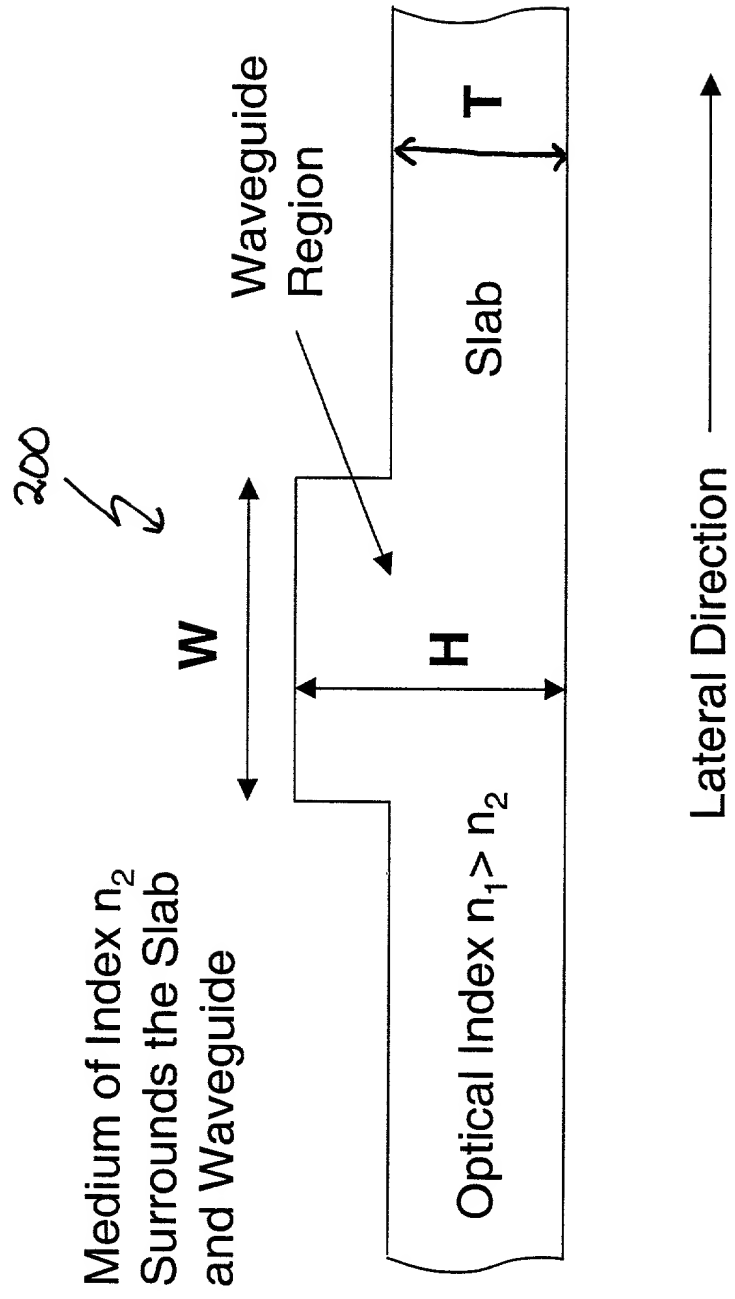 200
Medium of Index n₂
Surrounds the Slab
and Waveguide
W
Waveguide
Region
H
T
Optical Index n₁> n₂
Slab
Lateral Direction